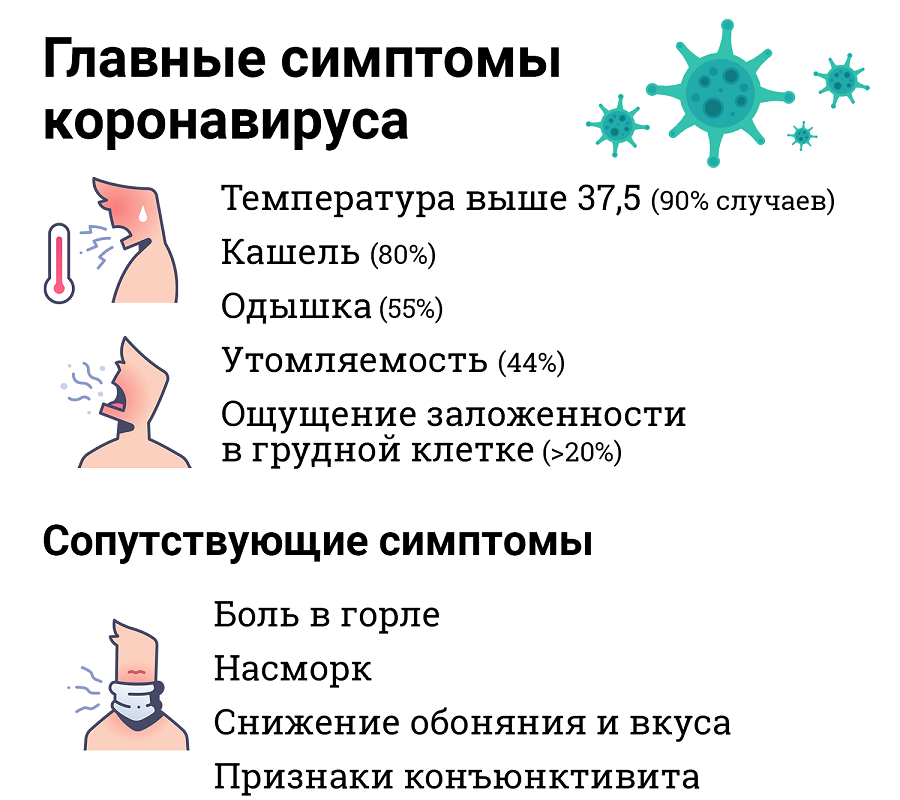 Главные симптомы
коронавируса
Температура выше 37,5 (90% случаев)
Кашель (80%)
Одышка (55%)
Утомляемость (44%)
Ощущение заложенности
в грудной клетке (>20%)
Сопутствующие симптомы
Боль в горле
Насморк
Снижение обоняния и вкуса
Признаки конъюнктивита